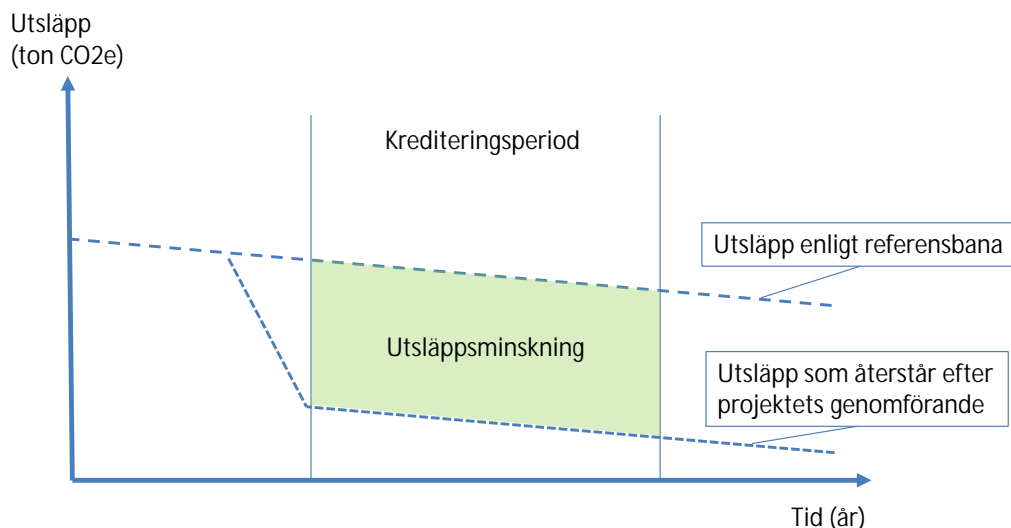 Utsläpp
(ton CO2e)
Krediteringsperiod
Utsläpp enligt referensbana
Utsläppsminskning
Utsläpp som återstår efter
projektets genomförande
Tid (år)